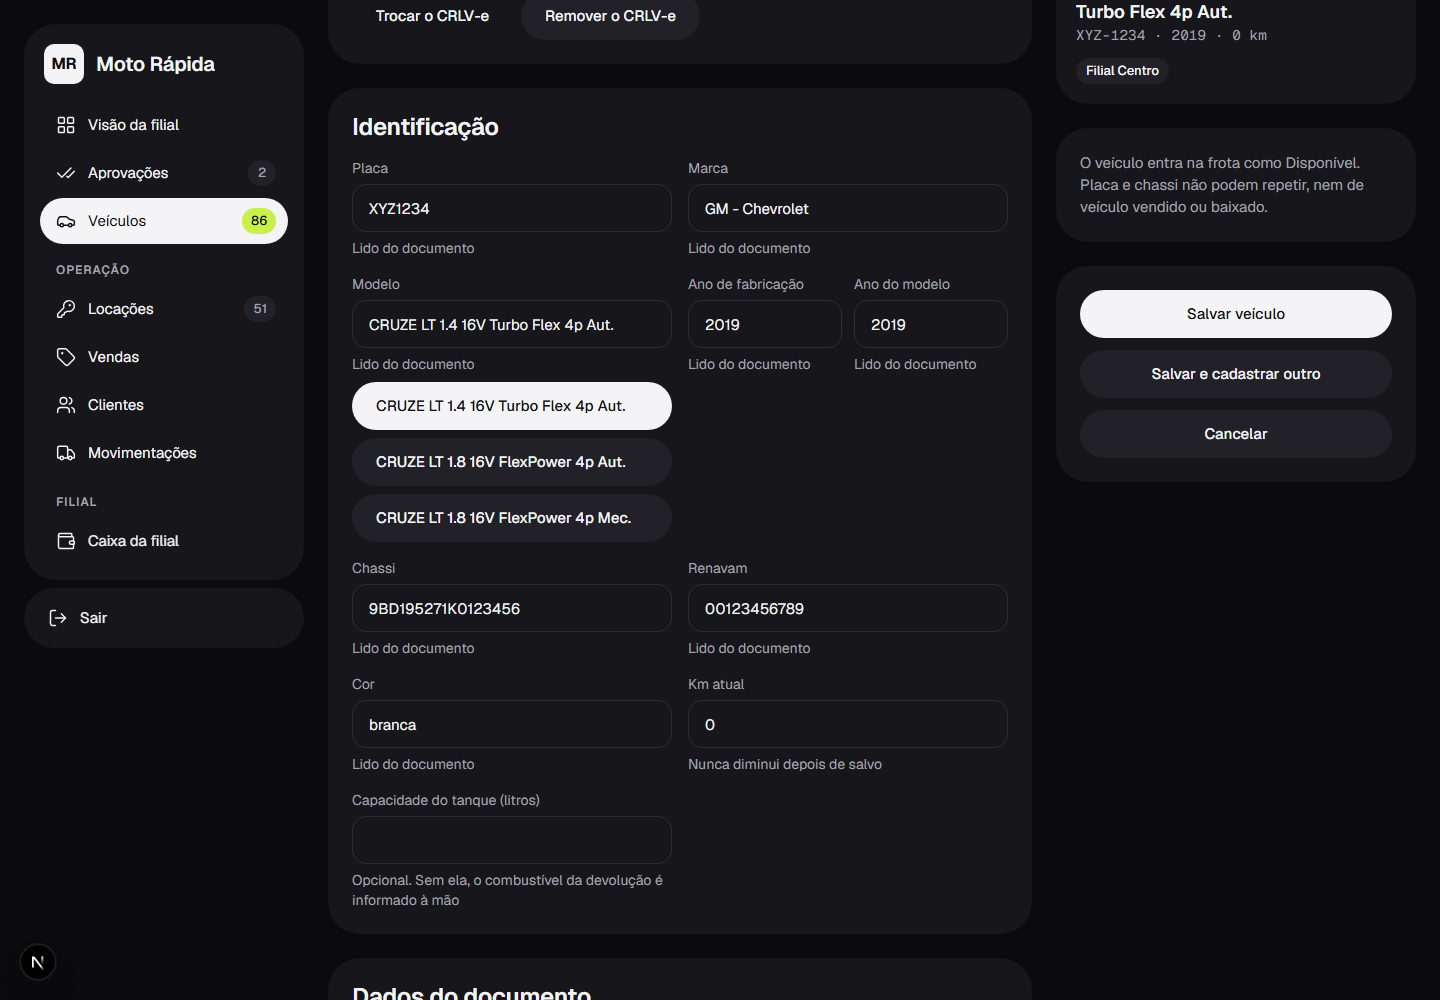 MR
Moto Rápida
Visão da filial
Aprovações 2
Veículos 86
OPERAÇÃO
Locações 51
Vendas
Clientes
Movimentações
FILIAL
Caixa da filial
Sair
Trocar o CRLV-e
Remover o CRLV-e
Identificação
Placa
XYZ1234
Lido do documento
Marca
GM - Chevrolet
Lido do documento
Modelo
CRUZE LT 1.4 16V Turbo Flex 4p Aut.
Lido do documento
Ano de fabricação
2019
Lido do documento
Ano do modelo
2019
Lido do documento
CRUZE LT 1.4 16V Turbo Flex 4p Aut.
CRUZE LT 1.8 16V FlexPower 4p Aut.
CRUZE LT 1.8 16V FlexPower 4p Mec.
Chassi
9BD195271K0123456
Lido do documento
Renavam
00123456789
Lido do documento
Cor
branca
Lido do documento
Km atual
0
Nunca diminui depois de salvo
Capacidade do tanque (litros)
Opcional. Sem ela, o combustível da devolução é
informado à mão
Dados do documento
Turbo Flex 4p Aut.
XYZ-1234 · 2019 · 0 km
Filial Centro
O veículo entra na frota como Disponível.
Placa e chassi não podem repetir, nem de
veículo vendido ou baixado.
Salvar veículo
Salvar e cadastrar outro
Cancelar
N